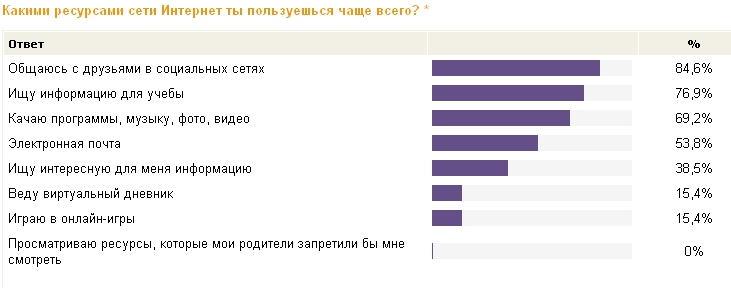 Какими ресурсами сети Интернет ты пользуешься чаще всего? *
Ответ %
Общаюсь с друзьями в социальных сетях 84,6%
Ищу информацию для учебы 76,9%
Качаю программы, музыку, фото, видео 69,2%
Электронная почта 53,8%
Ищу интересную для меня информацию 38,5%
Веду виртуальный дневник 15,4%
Играю в онлайн-игры 15,4%
Просматриваю ресурсы, которые мои родители запретили бы мне
смотреть 0%